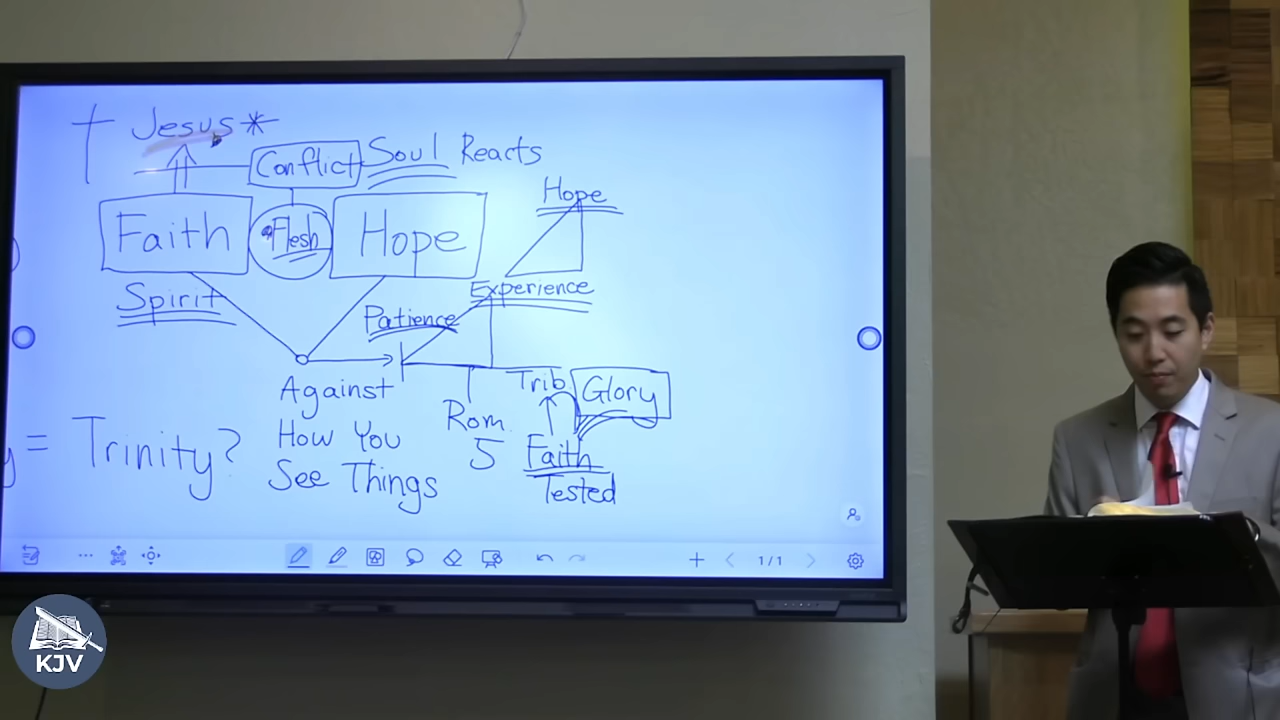 Jesus*
Conflict Soul Reacts
Hope
Faith
Flesh
Hope
Spirit
Patience
Experience
Against
How You
See Things
Rom.
5
Trib.
Glory
Faith
Tested
y = Trinity?
1/1
KJV